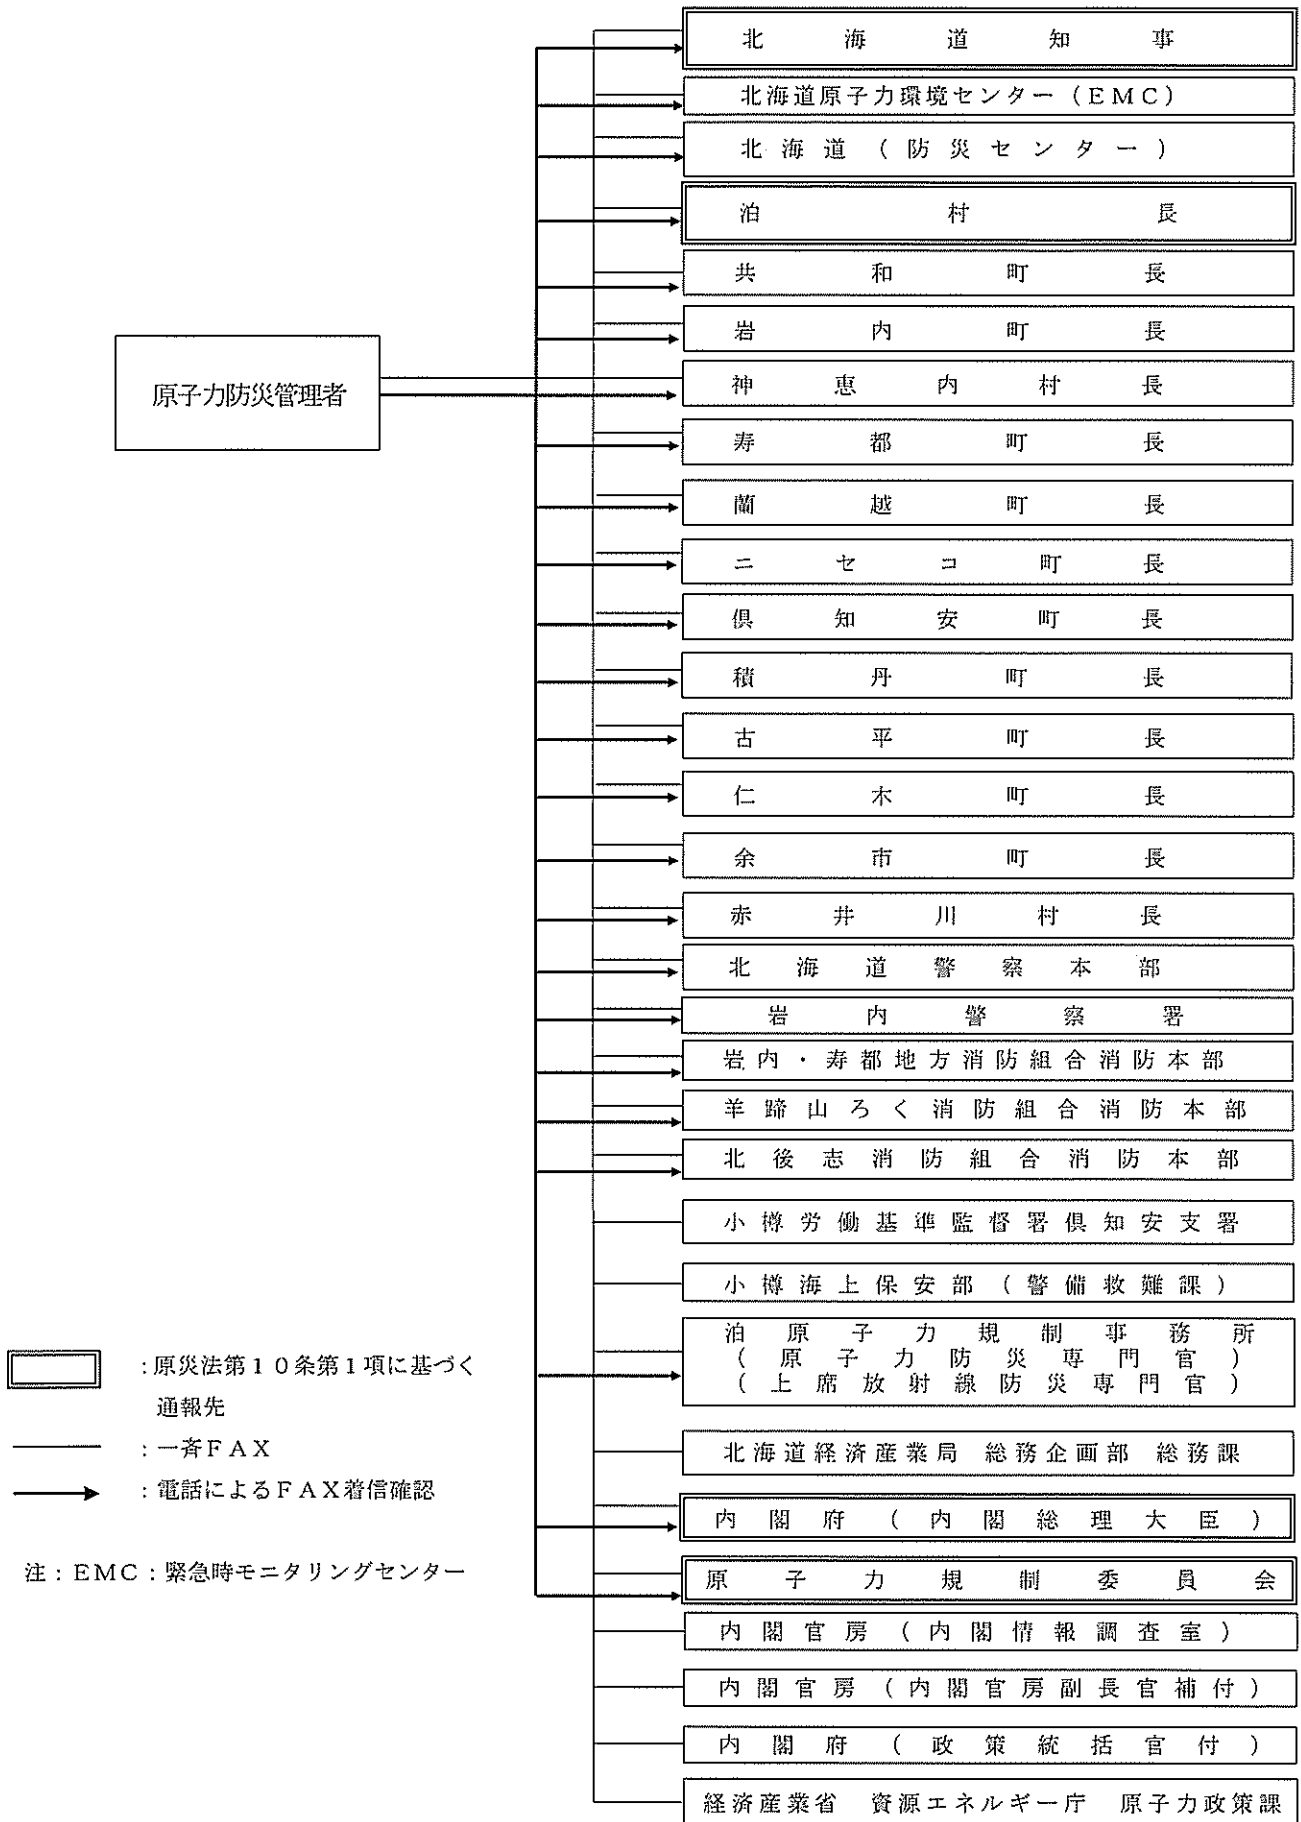 北海道知事
北海道原子力環境センター（EMC）
北海道（防災センター）
泊村長
共和町長
岩内町長
原子力防災管理者
神恵内村長
寿都町長
蘭越町長
ニセコ町長
倶知安町長
積丹町長
古平町長
仁木町長
余市町長
赤井川村長
北海道警察本部
岩内警察署
岩内・寿都地方消防組合消防本部
羊蹄山ろく消防組合消防本部
北後志消防組合消防本部
小樽労働基準監督署倶知安支署
小樽海上保安部（警備救難課）
泊原子力規制事務所
（原子力防災専門官）
（上席放射線防災専門官）
北海道経済産業局 総務企画部 総務課
内閣府（内閣総理大臣）
原子力規制委員会
内閣官房（内閣情報調査室）
内閣官房（内閣官房副長官補付）
内閣府（政策統括官付）
経済産業省 資源エネルギー庁 原子力政策課
：原災法第１０条第１項に基づく
通報先
：一斉ＦＡＸ
：電話によるＦＡＸ着信確認
注：ＥＭＣ：緊急時モニタリングセンター